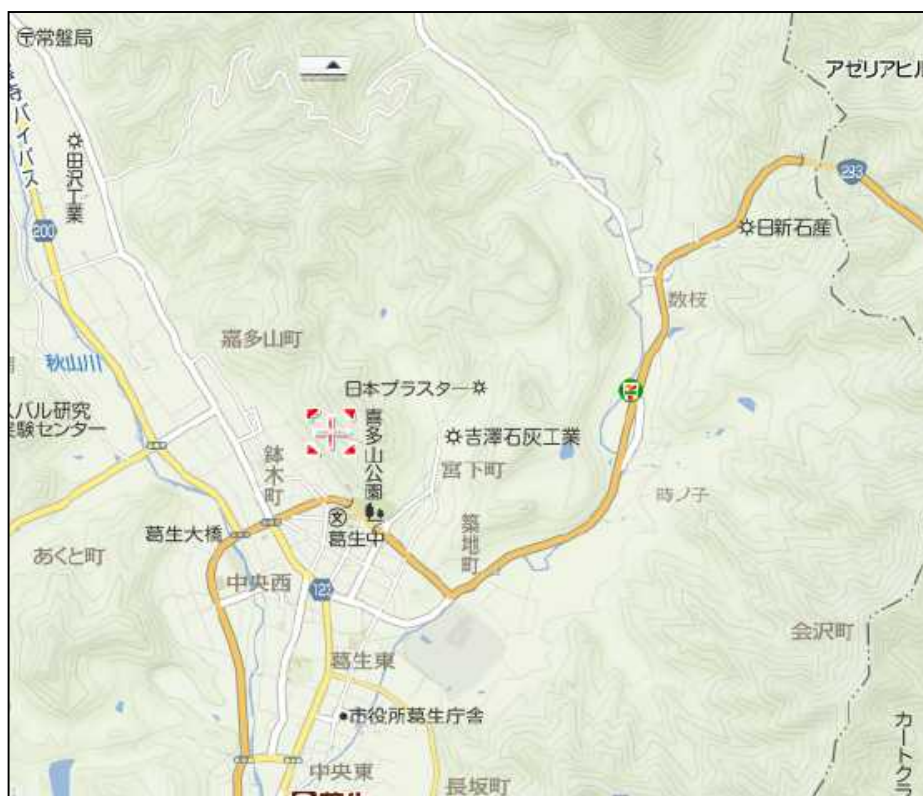 〒常盤局
アゼリアヒル
寺バイパス
田沢工業
293
200
日新石産
数枝
嘉多山町
秋山川
日本プラスター
スバル研究
実験センター
喜多山公園
吉澤石灰工業
宮下町
鉢木町
時ノ子
葛生大橋
文
葛生中
築地町
あくと町
中央西
123
会沢町
葛生東
市役所葛生庁舎
カートクラ
中央東
長坂町